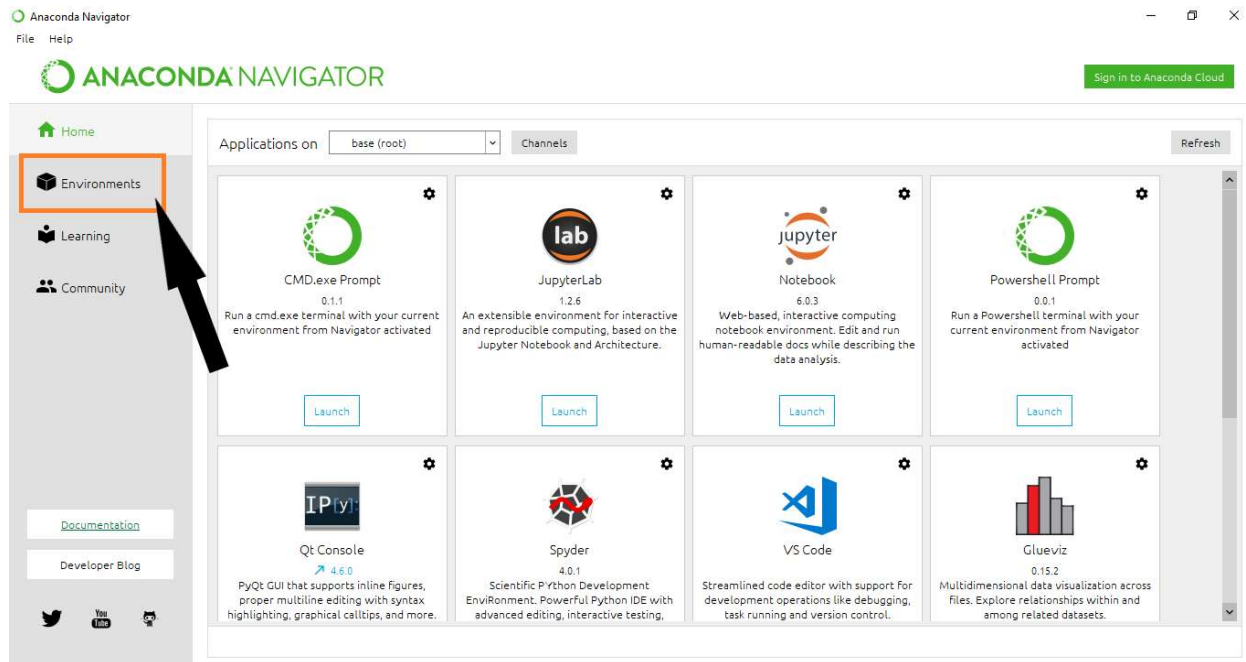 Anaconda Navigator
File Help
ANACONDA NAVIGATOR
Sign in to Anaconda Cloud
Home
Environments
Learning
Community
Documentation
Developer Blog
You
Tube
Applications on base (root) Channels Refresh
CMD.exe Prompt
0.1.1
Run a cmd.exe terminal with your current
environment from Navigator activated
Launch
lab
JupyterLab
1.2.6
An extensible environment for interactive
and reproducible computing, based on the
Jupyter Notebook and Architecture.
Launch
jupyter
Notebook
6.0.3
Web-based, interactive computing
notebook environment. Edit and run
human-readable docs while describing the
data analysis.
Launch
Powershell Prompt
0.0.1
Run a Powershell terminal with your
current environment from Navigator
activated
Launch
IP[y]:
Qt Console
4.6.0
PyQt GUI that supports inline figures,
proper multiline editing with syntax
highlighting, graphical calltips, and more.
Spyder
4.0.1
Scientific PYthon Development
EnviRonment. Powerful Python IDE with
advanced editing, interactive testing,
VS Code
Streamlined code editor with support for
development operations like debugging,
task running and version control.
Glueviz
0.15.2
Multidimensional data visualization across
files. Explore relationships within and
among related datasets.